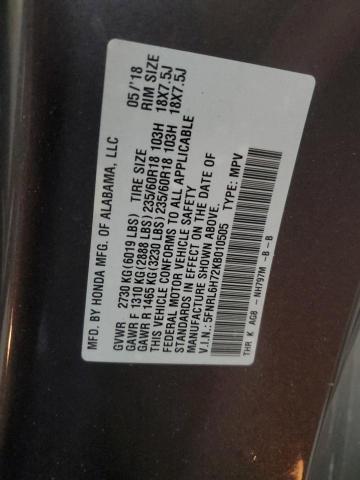 MFD. BY HONDA MFG. OF ALABAMA, LLC 05/'18
GVWR 2730 KG(6019 LBS) TIRE SIZE RIM SIZE
GAWR F 1310 KG(2888 LBS) 235/60R18 103H 18X7.5J
GAWR R 1465 KG(3230 LBS) 235/60R18 103H 18X7.5J
THIS VEHICLE CONFORMS TO ALL APPLICABLE
FEDERAL MOTOR VEHICLE SAFETY
STANDARDS IN EFFECT ON THE DATE OF
MANUFACTURE SHOWN ABOVE.
V.I.N.: 5FNRL6H72KB010505 TYPE: MPV
THR K AG8 - NH797M -B -B